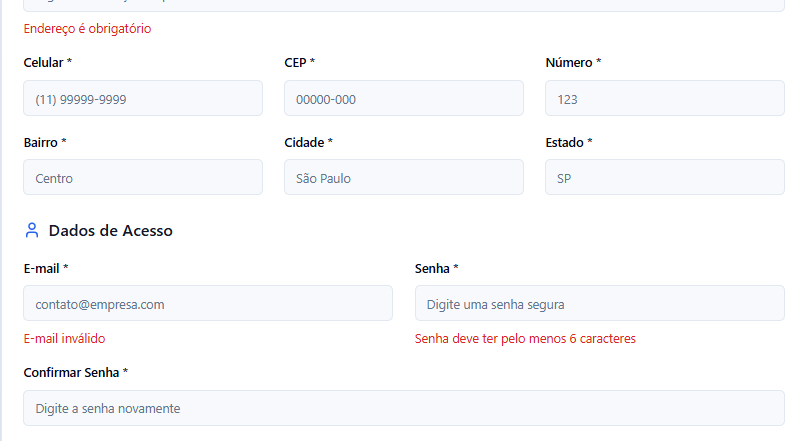 Endereço é obrigatório
Celular * CEP * Número *
(11) 99999-9999 00000-000 123
Bairro * Cidade * Estado *
Centro São Paulo SP
Dados de Acesso
E-mail * Senha *
contato@empresa.com Digite uma senha segura
E-mail inválido Senha deve ter pelo menos 6 caracteres
Confirmar Senha *
Digite a senha novamente